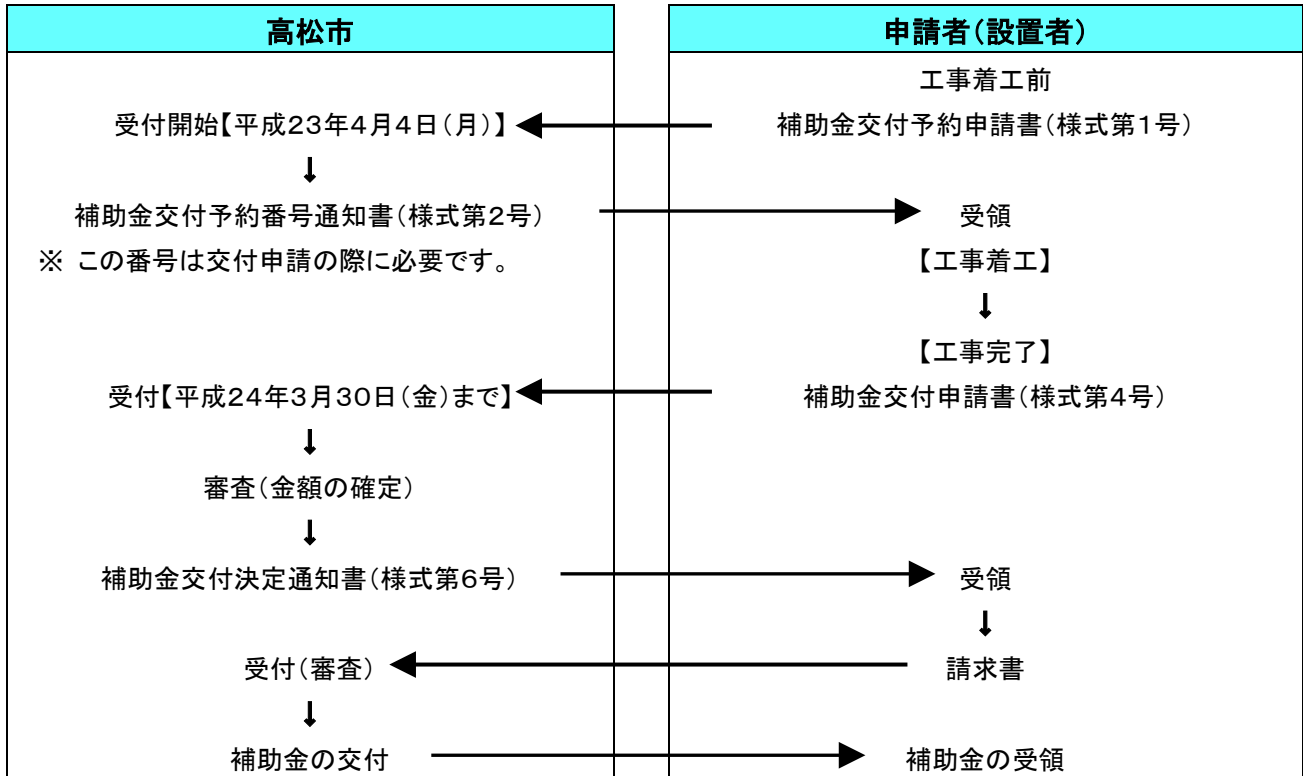 高松市
申請者（設置者）
工事着工前
受付開始【平成２３年４月４日（月）】
補助金交付予約申請書（様式第１号）
補助金交付予約番号通知書（様式第２号）
受領
※ この番号は交付申請の際に必要です。
【工事着工】
【工事完了】
受付【平成２４年３月３０日（金）まで】
補助金交付申請書（様式第４号）
審査（金額の確定）
補助金交付決定通知書（様式第６号）
受領
受付（審査）
請求書
補助金の交付
補助金の受領